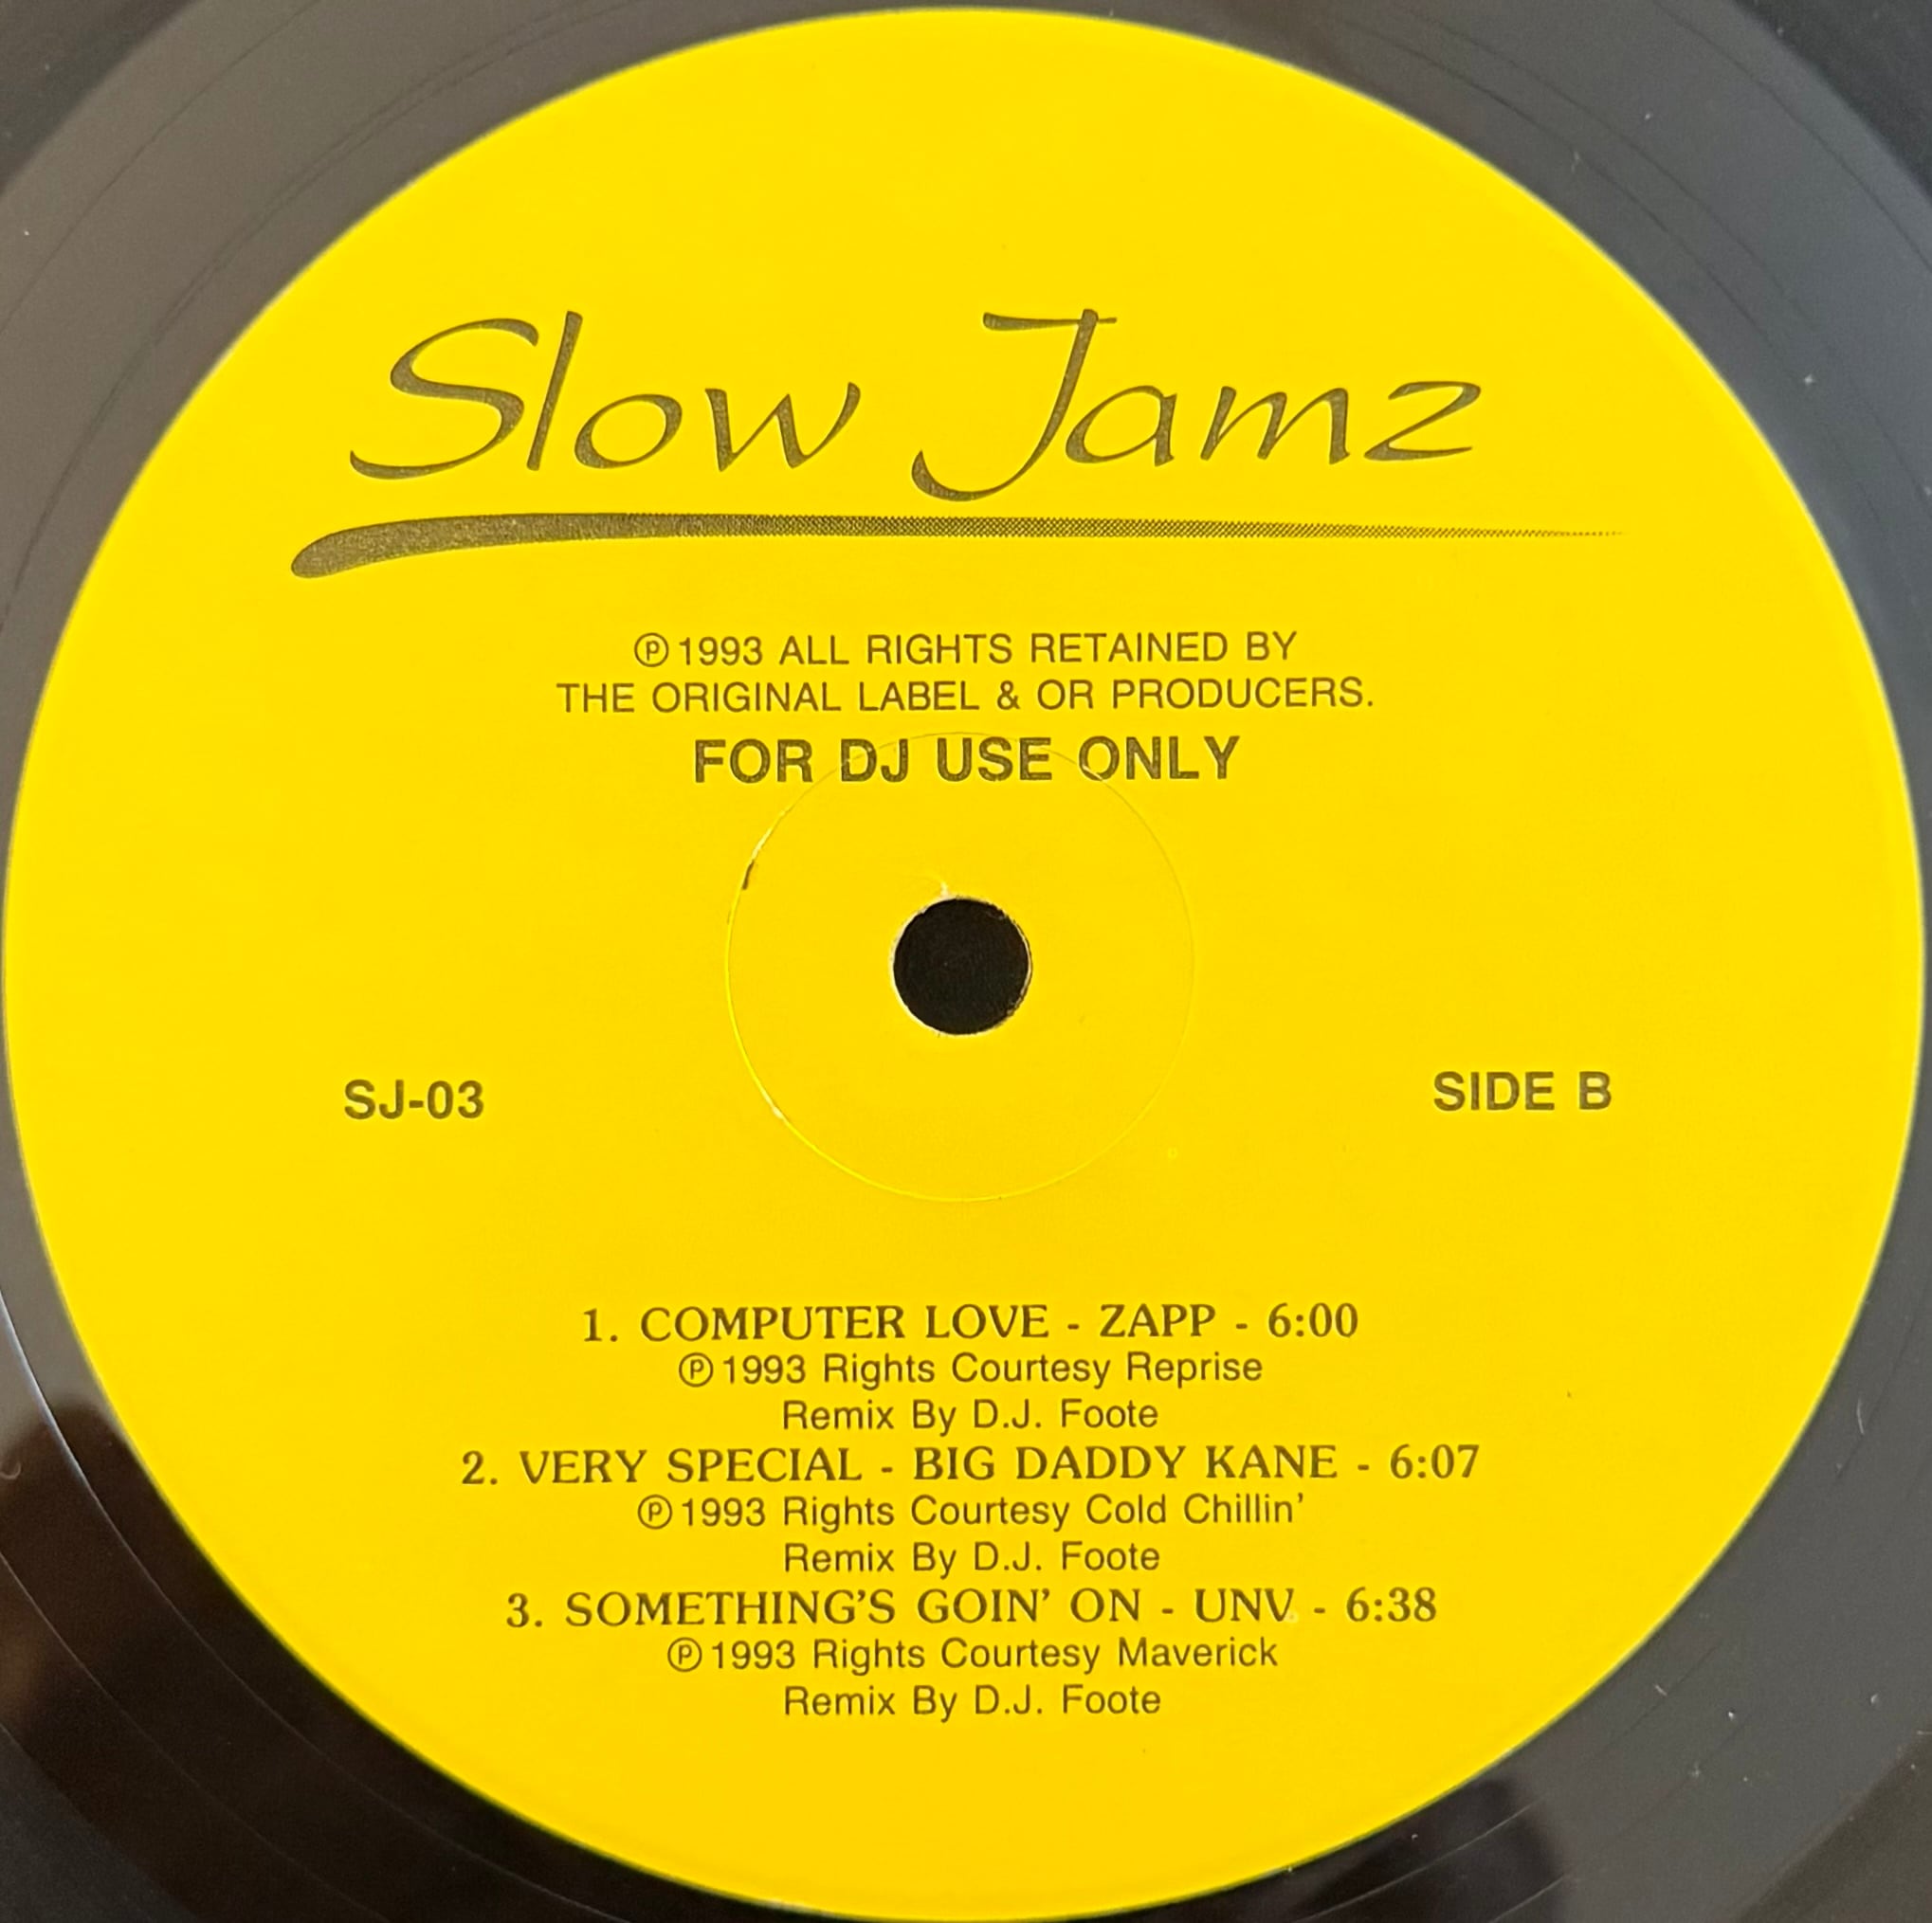 Slow Jamz
℗1993 ALL RIGHTS RETAINED BY
THE ORIGINAL LABEL & OR PRODUCERS.
FOR DJ USE ONLY
SJ-03
SIDE B
1. COMPUTER LOVE - ZAPP - 6:00
℗1993 Rights Courtesy Reprise
Remix By D.J. Foote
2. VERY SPECIAL - BIG DADDY KANE - 6:07
℗1993 Rights Courtesy Cold Chillin'
Remix By D.J. Foote
3. SOMETHING'S GOIN' ON - UNV - 6:38
℗1993 Rights Courtesy Maverick
Remix By D.J. Foote